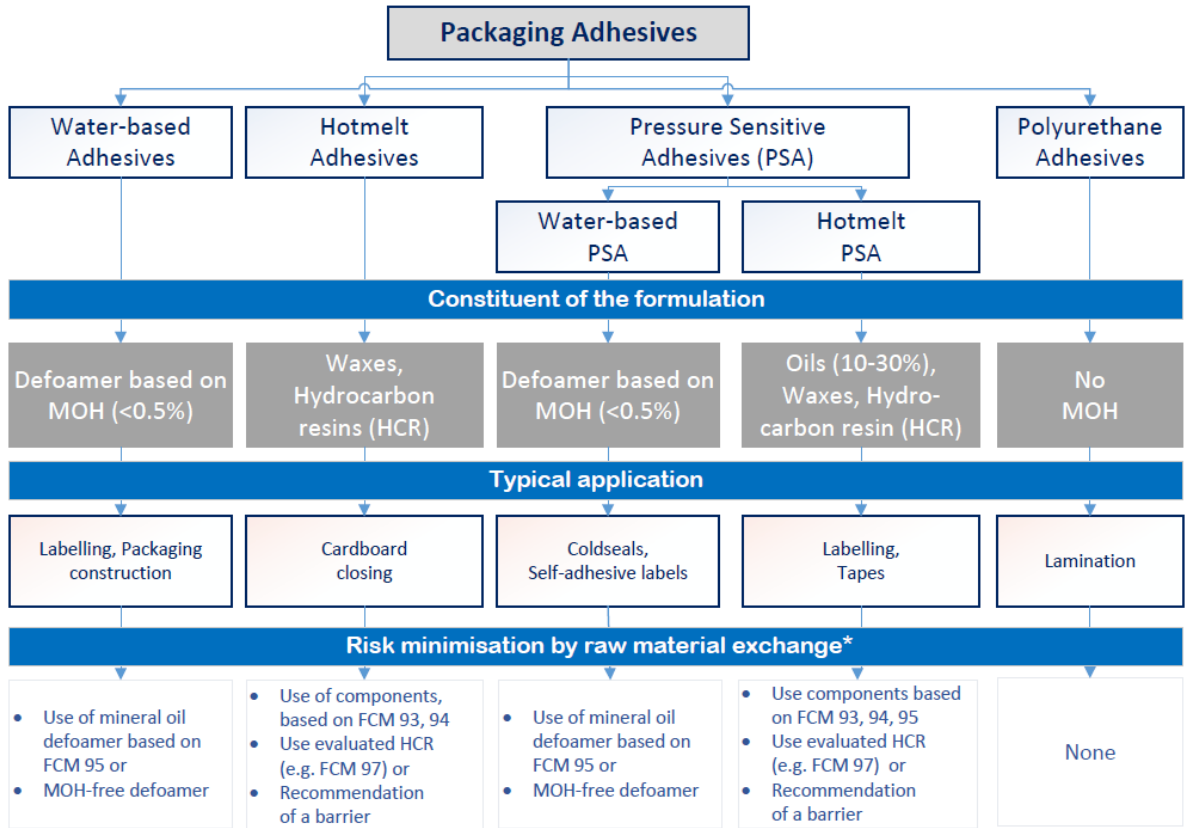 Packaging Adhesives
Water-based
Adhesives
Hotmelt
Adhesives
Pressure Sensitive
Adhesives (PSA)
Polyurethane
Adhesives
Water-based
PSA
Hotmelt
PSA
Constituent of the formulation
Defoamer based on
MOH (<0.5%)
Waxes,
Hydrocarbon
resins (HCR)
Defoamer based on
MOH (<0.5%)
Oils (10-30%),
Waxes, Hydro-
carbon resin (HCR)
No
MOH
Typical application
Labelling, Packaging
construction
Cardboard
closing
Coldseals,
Self-adhesive labels
Labelling,
Tapes
Lamination
Risk minimisation by raw material exchange*
• Use of mineral oil
defoamer based on
FCM 95 or
• MOH-free defoamer
• Use of components,
based on FCM 93, 94
• Use evaluated HCR
(e.g. FCM 97) or
• Recommendation
of a barrier
• Use of mineral oil
defoamer based on
FCM 95 or
• MOH-free defoamer
• Use components based
on FCM 93, 94, 95
• Use evaluated HCR
(e.g. FCM 97) or
• Recommendation
of a barrier
None